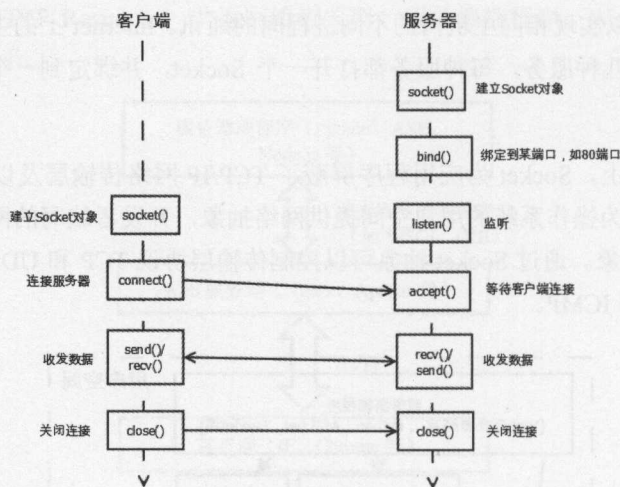 客户端
服务器
socket()
建立Socket对象
bind()
绑定到某端口，如80端口
建立Socket对象
socket()
listen()
监听
连接服务器
connect()
accept()
等待客户端连接
收发数据
send()/
recv()
recv()/
send()
收发数据
关闭连接
close()
close()
关闭连接